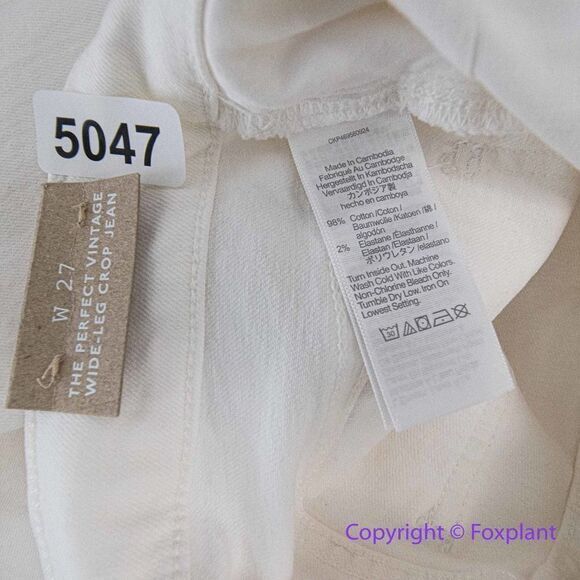 5047
W 27
THE PERFECT VINTAGE
WIDE-LEG CROP JEAN
CKP469560924
Made In Cambodia
Fabriqué Au Cambodge
Hergestellt In Kambodscha
Vervaardigd In Cambodja
カンボジア製
hecho en camboya
98% Cotton/Coton/
Baumwolle/Katoen/綿/
algodón
2% Elastane/Élasthanne/
Elastan/Elastaan/
ポリウレタン/elastano
Turn Inside Out. Machine
Wash Cold With Like Colors.
Non-Chlorine Bleach Only.
Tumble Dry Low. Iron On
Lowest Setting.
Copyright © Foxplant